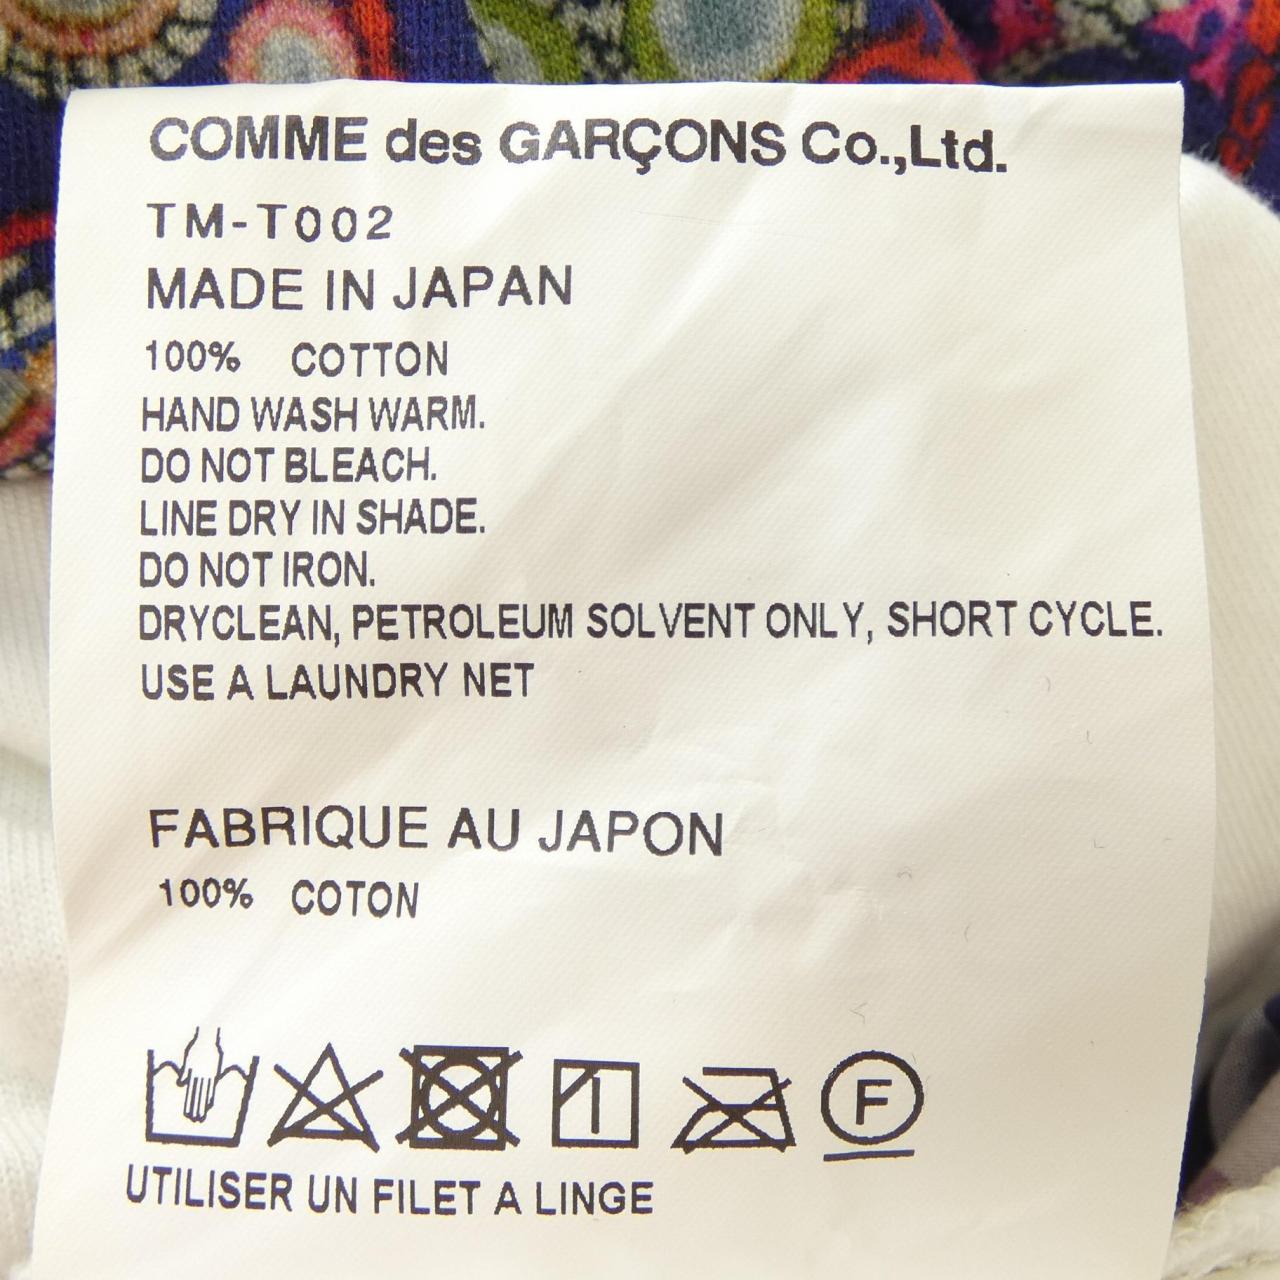 COMME des GARÇONS Co.,Ltd.
TM-T002
MADE IN JAPAN
100% COTTON
HAND WASH WARM.
DO NOT BLEACH.
LINE DRY IN SHADE.
DO NOT IRON.
DRYCLEAN, PETROLEUM SOLVENT ONLY, SHORT CYCLE.
USE A LAUNDRY NET
FABRIQUE AU JAPON
100% COTON
F
UTILISER UN FILET A LINGE